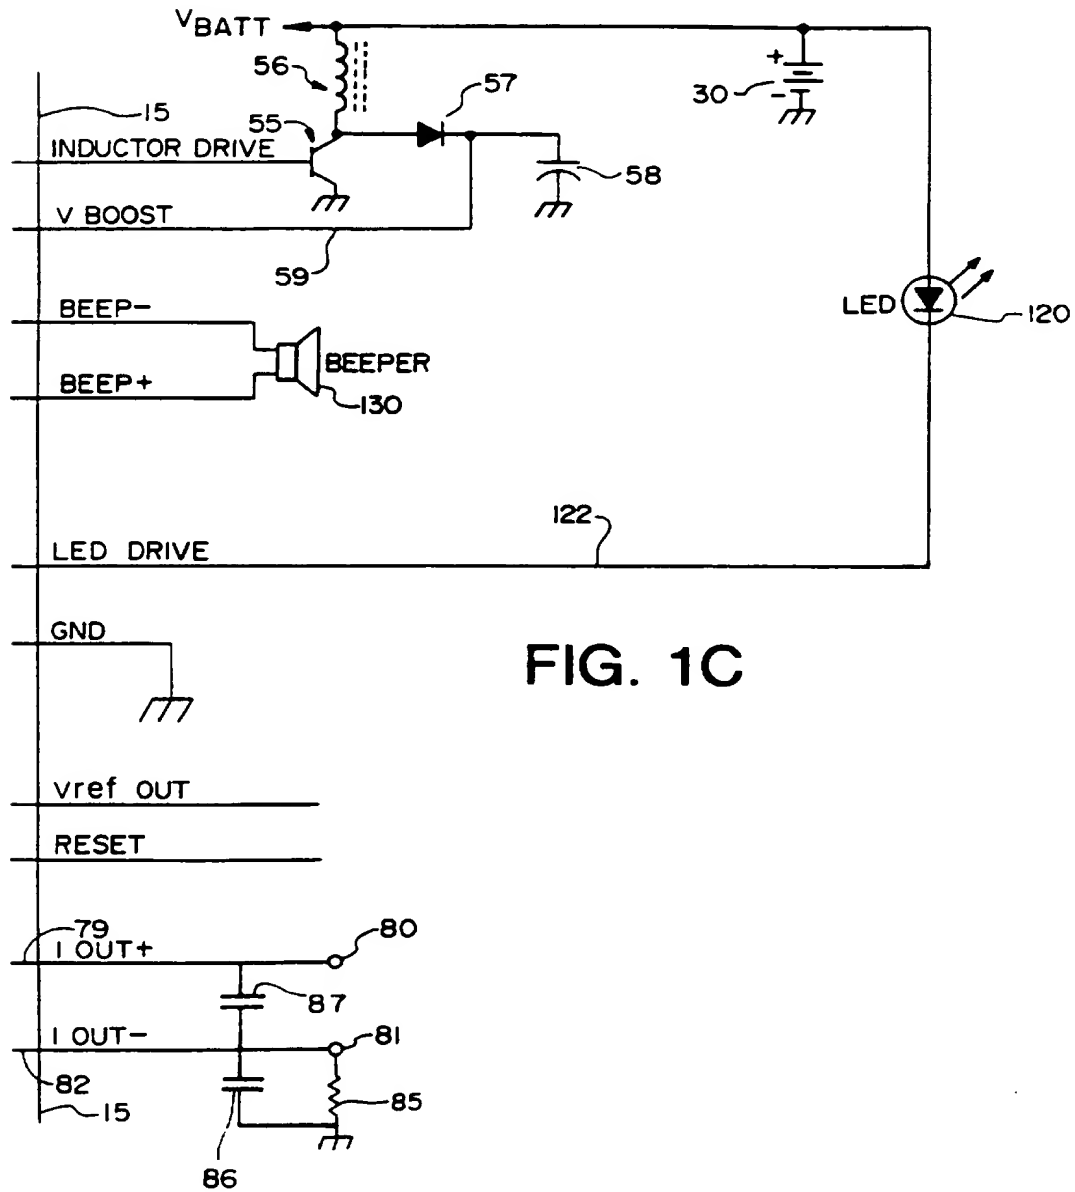 VBATT
56
57
+
30
-
15
55
INDUCTOR DRIVE
58
V BOOST
59
BEEP-
LED
120
BEEPER
BEEP+
130
122
LED DRIVE
GND
FIG. 1C
vref OUT
RESET
79
80
I OUT+
87
I OUT-
81
82
85
15
86